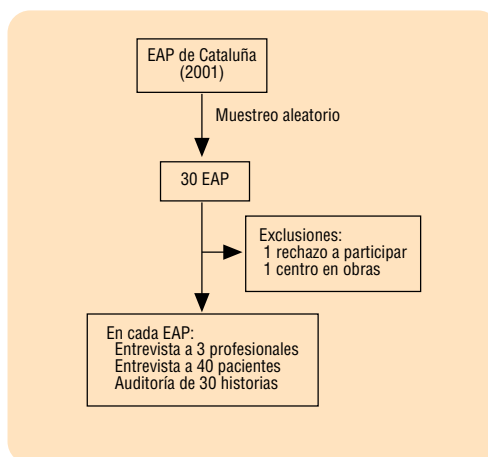 EAP de Cataluña
(2001)
Muestreo aleatorio
30 EAP
Exclusiones:
1 rechazo a participar
1 centro en obras
En cada EAP:
Entrevista a 3 profesionales
Entrevista a 40 pacientes
Auditoría de 30 historias